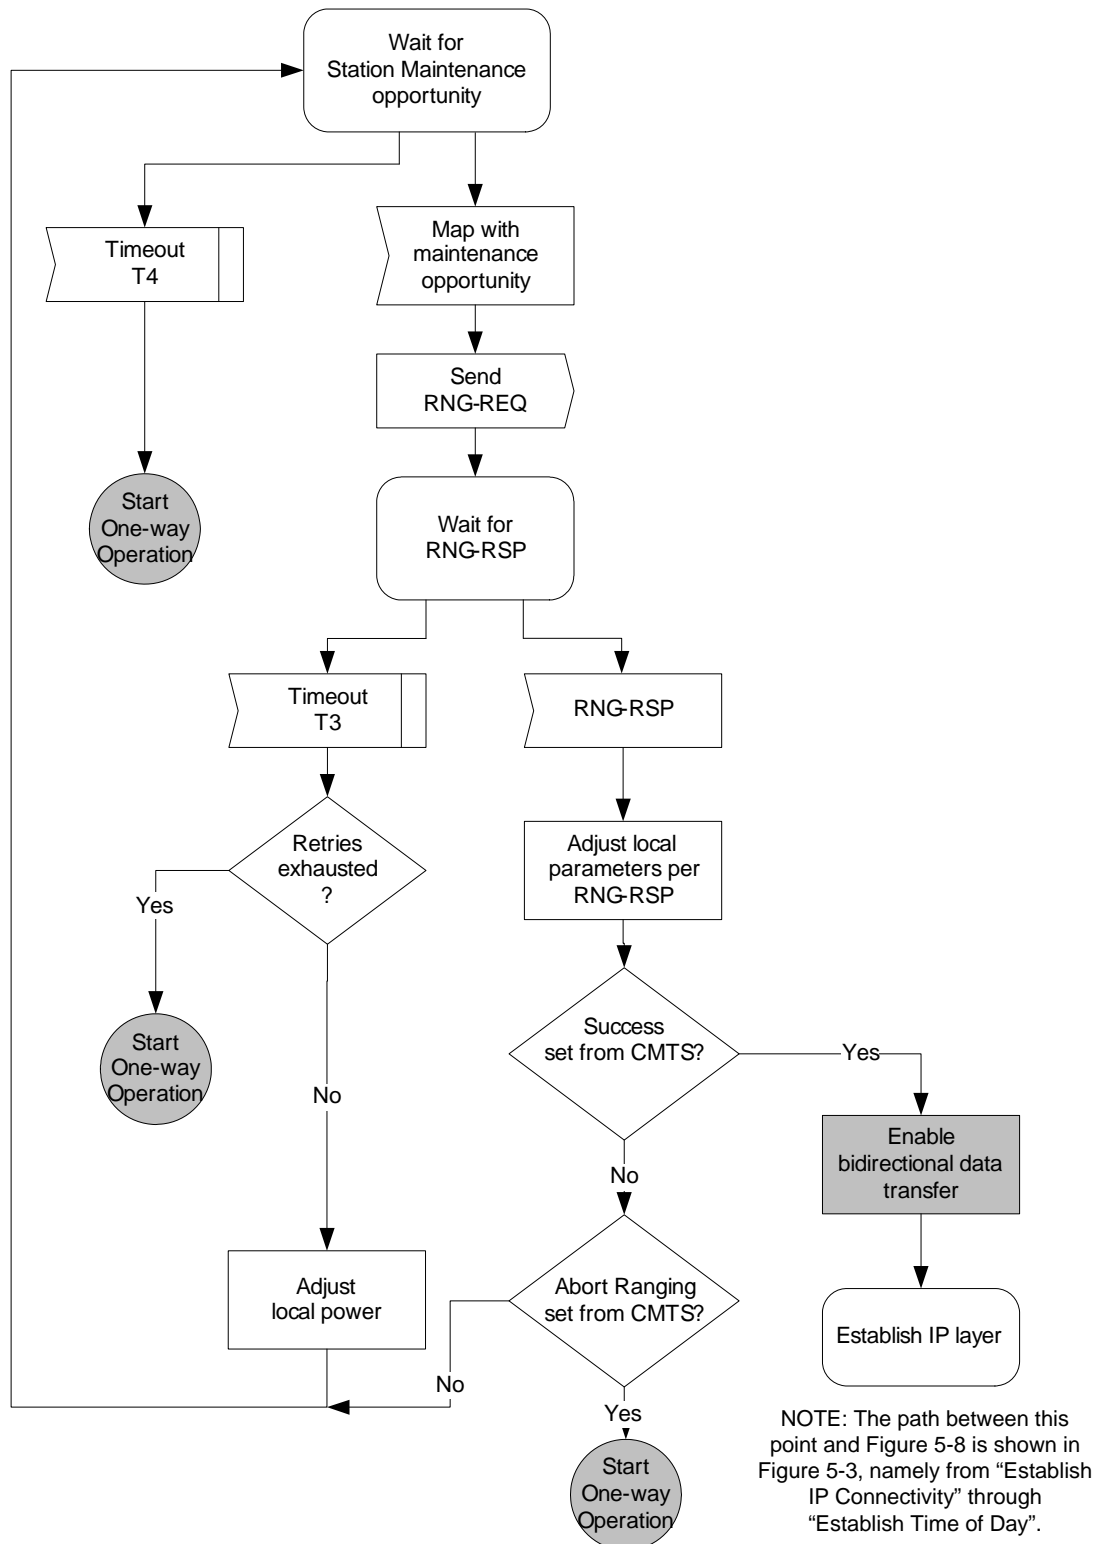 Wait for
Station Maintenance
opportunity
Timeout
T4
Map with
maintenance
opportunity
Send
RNG-REQ
Start
One-way
Operation
Wait for
RNG-RSP
Timeout
T3
RNG-RSP
Retries
exhausted
?
Adjust local
parameters per
RNG-RSP
Yes
Start
One-way
Operation
No
Success
set from CMTS?
Yes
Enable
bidirectional data
transfer
No
Adjust
local power
Abort Ranging
set from CMTS?
Establish IP layer
No
Yes
Start
One-way
Operation
NOTE: The path between this
point and Figure 5-8 is shown in
Figure 5-3, namely from “Establish
IP Connectivity” through
“Establish Time of Day”.